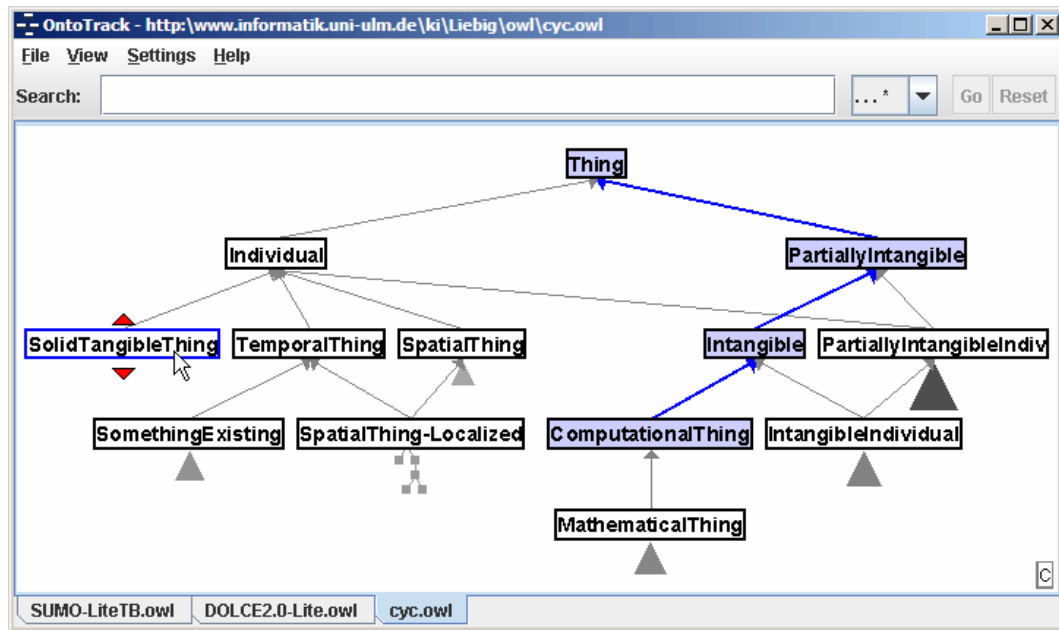 OntoTrack - http:\www.informatik.uni-ulm.de\ki\Liebig\owl\cyc.owl
File View Settings Help
Search: ...* Go Reset
Thing
Individual PartiallyIntangible
SolidTangibleThing TemporalThing SpatialThing Intangible PartiallyIntangibleIndiv
SomethingExisting SpatialThing-Localized ComputationalThing IntangibleIndividual
MathematicalThing
C
SUMO-LiteTB.owl DOLCE2.0-Lite.owl cyc.owl